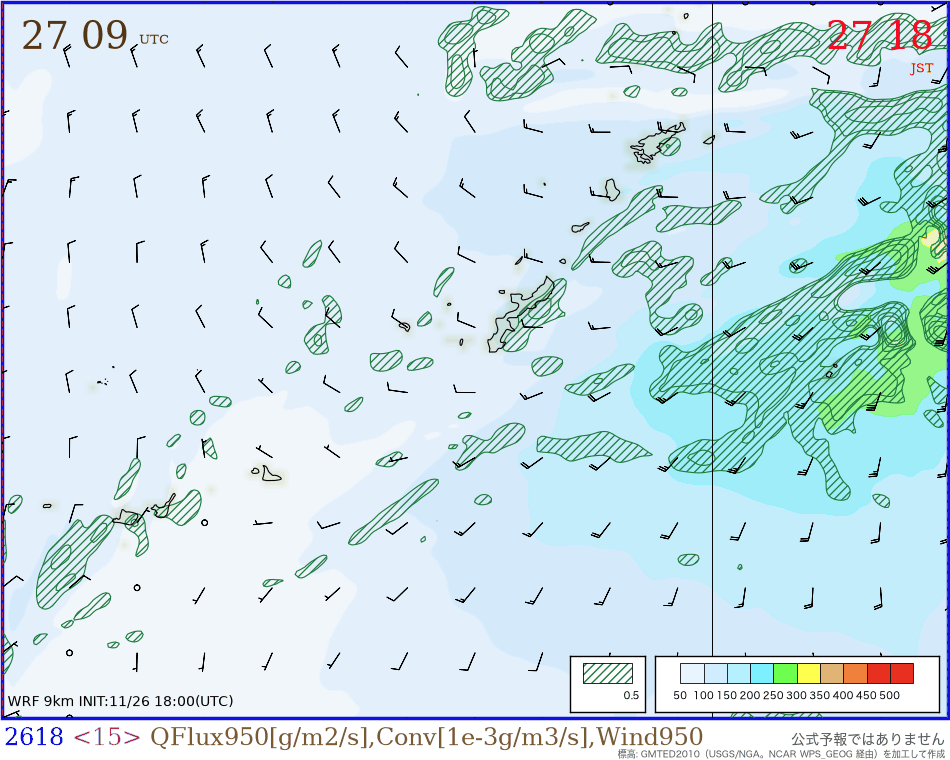 27 09 UTC
27 18
JST
0.5
50 100 150 200 250 300 350 400 450 500
WRF 9km INIT:11/26 18:00(UTC)
2618 <15> QFlux950[g/m2/s],Conv[1e-3g/m3/s],Wind950
公式予報ではありません
標高: GMTED2010（USGS/NGA。NCAR WPS_GEOG 経由）を加工して作成